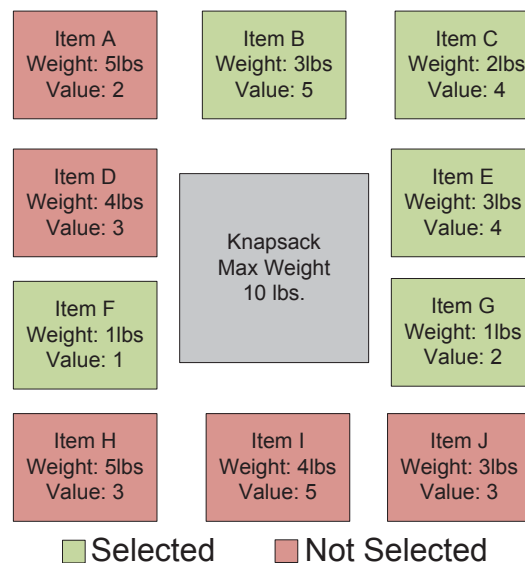 Item A
Weight: 5lbs
Value: 2
Item B
Weight: 3lbs
Value: 5
Item C
Weight: 2lbs
Value: 4
Item D
Weight: 4lbs
Value: 3
Knapsack
Max Weight
10 lbs.
Item E
Weight: 3lbs
Value: 4
Item F
Weight: 1lbs
Value: 1
Item G
Weight: 1lbs
Value: 2
Item H
Weight: 5lbs
Value: 3
Item I
Weight: 4lbs
Value: 5
Item J
Weight: 3lbs
Value: 3
Selected
Not Selected